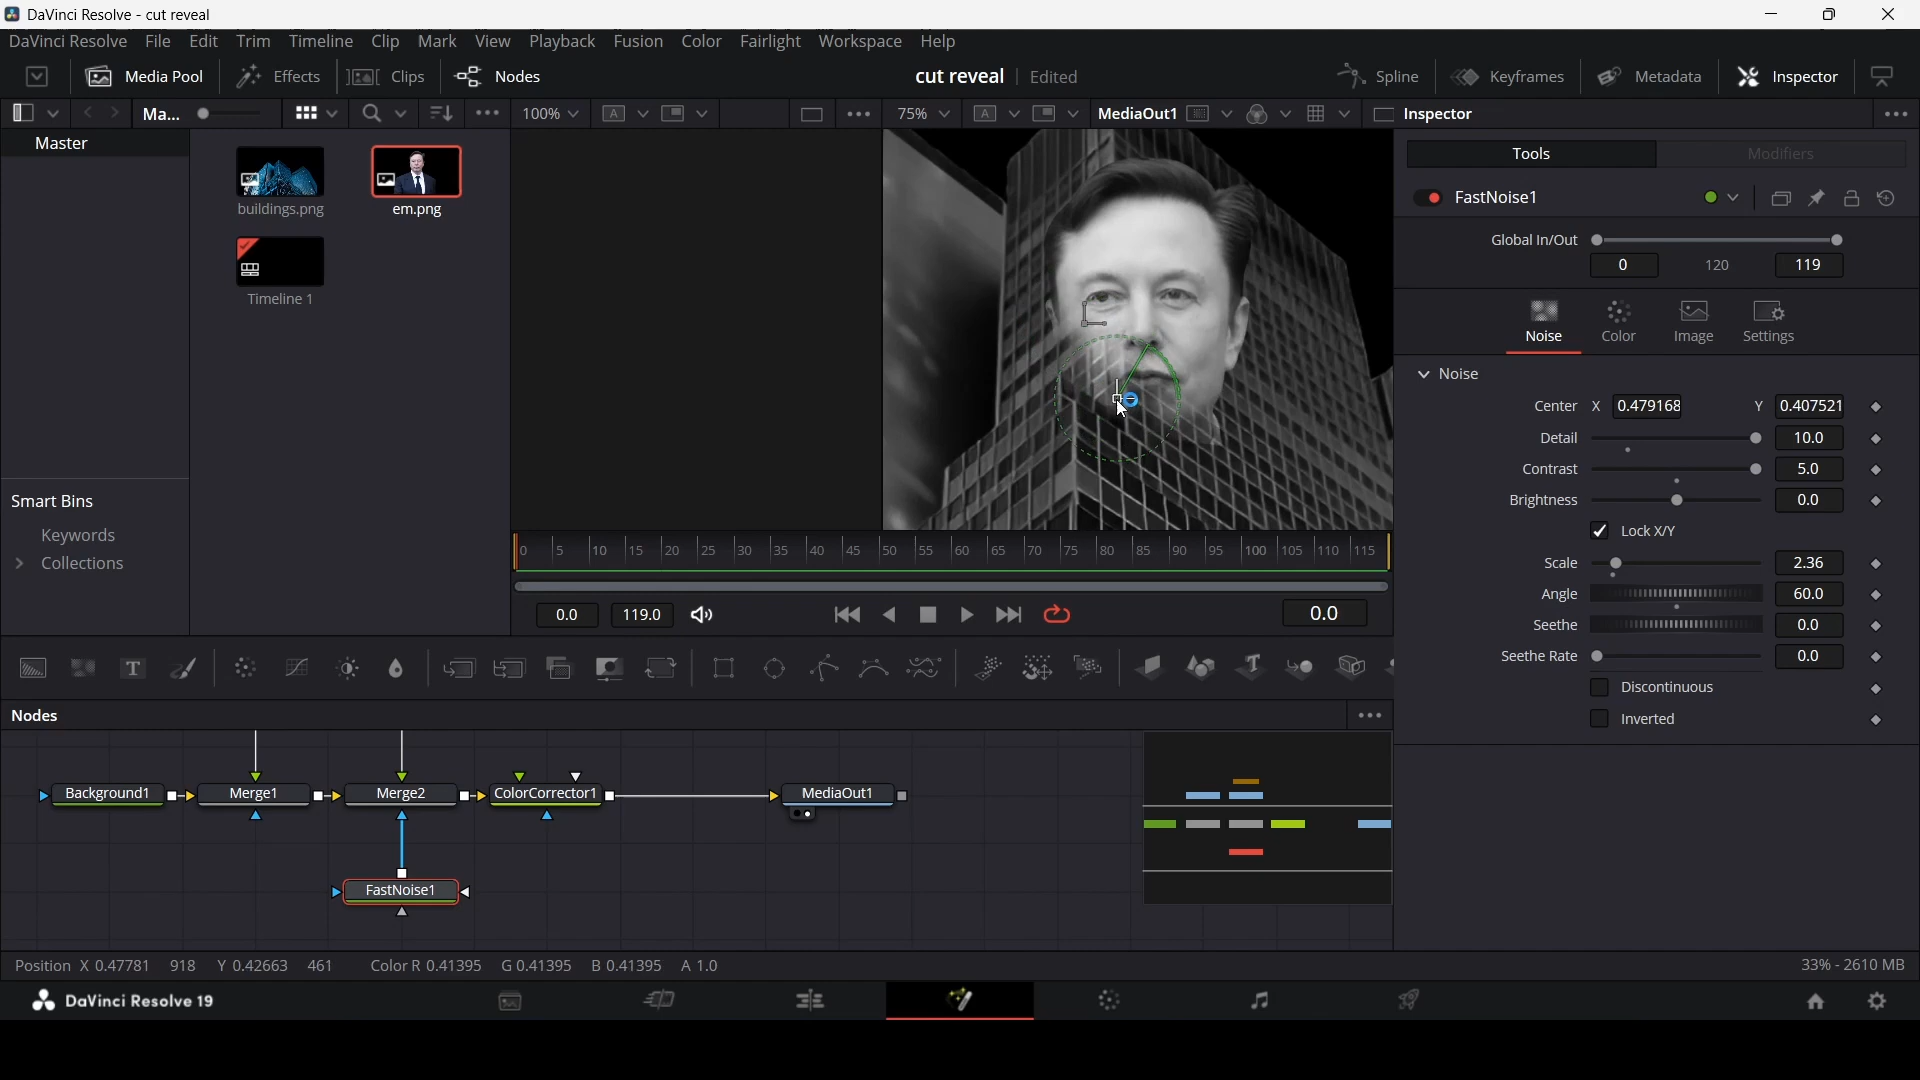 DaVinci Resolve - cut reveal
DaVinci Resolve File Edit Trim Timeline Clip Mark View Playback Fusion Color Fairlight Workspace Help
Media Pool Effects Clips Nodes cut reveal Edited Spline Keyframes Metadata Inspector
Ma... 100% A 75% A MediaOut1 Inspector
Master
buildings.png em.png
Timeline 1
Smart Bins
Keywords
Collections
Tools Modifiers
FastNoise1
Global In/Out
0 120 119
Noise Color Image Settings
Noise
Center X 0.479168 Y 0.407521
Detail 10.0
Contrast 5.0
Brightness 0.0
Lock X/Y
Scale 2.36
Angle 60.0
Seethe 0.0
Seethe Rate 0.0
Discontinuous
Inverted
0 5 10 15 20 25 30 35 40 45 50 55 60 65 70 75 80 85 90 95 100 105 110 115
0.0 119.0 0.0
T T
Nodes
Background1 Merge1 Merge2 ColorCorrector1 MediaOut1
FastNoise1
Position X 0.47781 918 Y 0.42663 461 Color R 0.41395 G 0.41395 B 0.41395 A 1.0 33% - 2610 MB
DaVinci Resolve 19